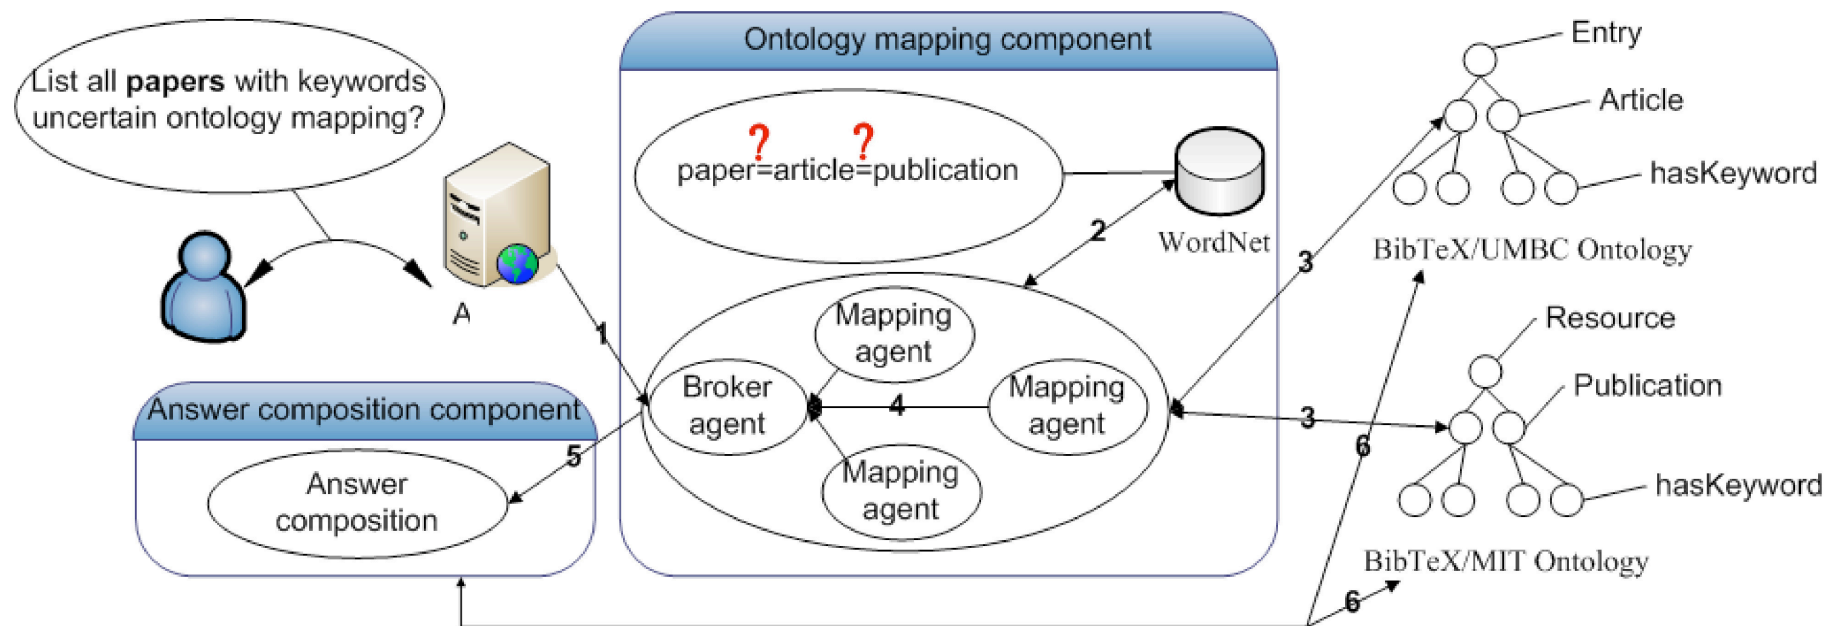 List all papers with keywords
uncertain ontology mapping?
A
1
Ontology mapping component
? ?
paper=article=publication
WordNet
2
Mapping
agent
Broker
agent
4
Mapping
agent
Mapping
agent
Answer composition component
5
Answer
composition
3
3
6
6
Entry
Article
hasKeyword
BibTeX/UMBC Ontology
Resource
Publication
hasKeyword
BibTeX/MIT Ontology